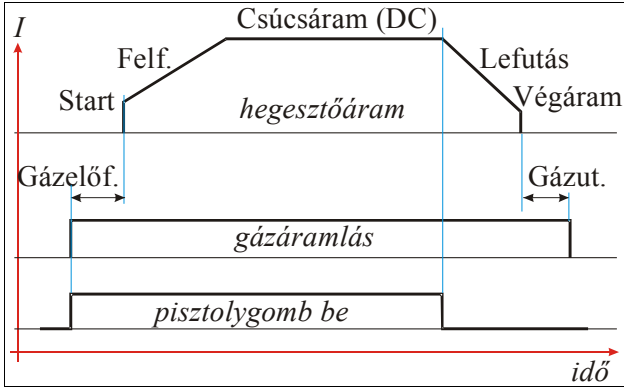 I
Csúcsáram (DC)
Felf.
Lefutás
Start
Végáram
hegesztőáram
Gázelőf.
Gázut.
gázáramlás
pisztolygomb be
idő